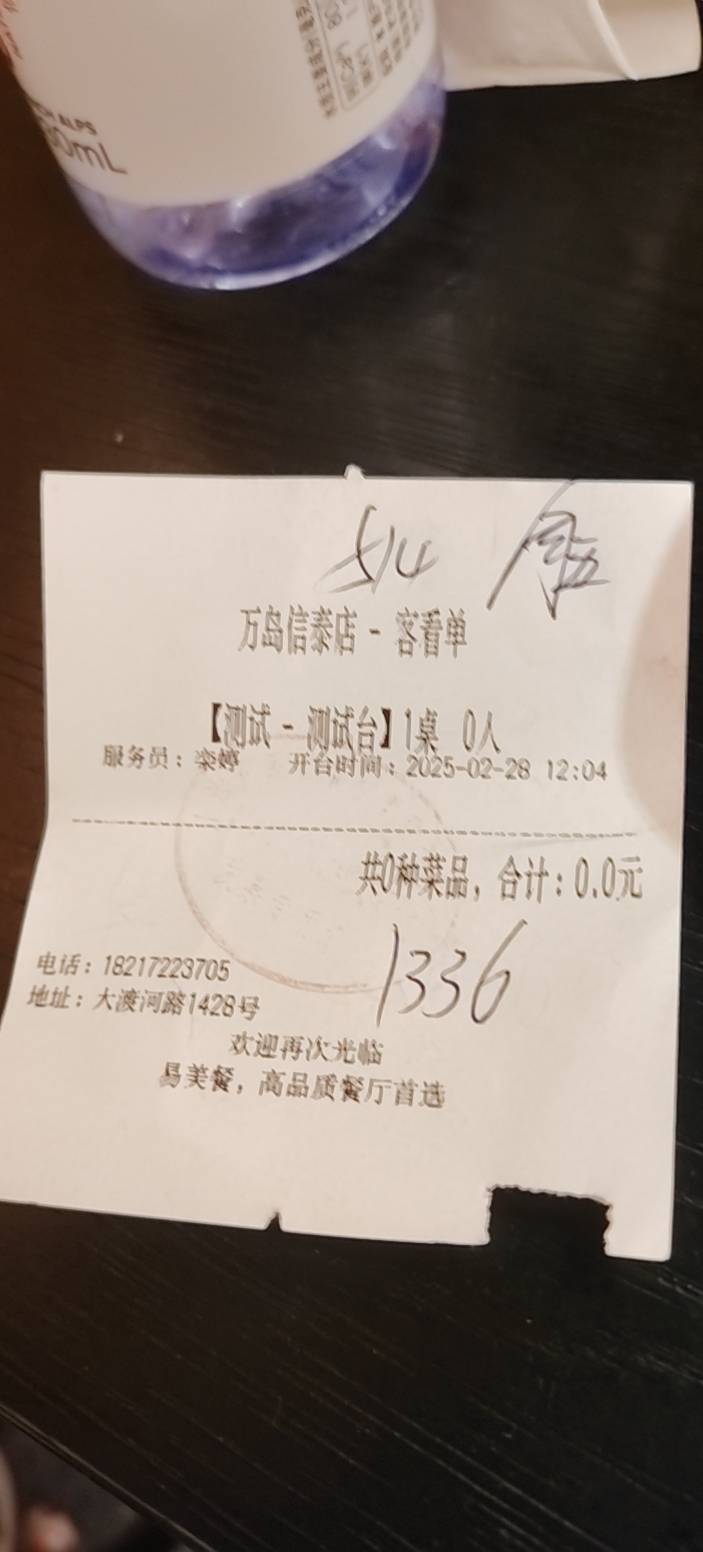 ALPS
0mL
514
万岛信泰店 - 客看单
【测试 - 测试台】1桌 0人
服务员：栾婷 开台时间：2025-02-28 12:04
共0种菜品，合计：0.0元
1336
电话：18217223705
地址：大渡河路1428号
欢迎再次光临
易美餐，高品质餐厅首选